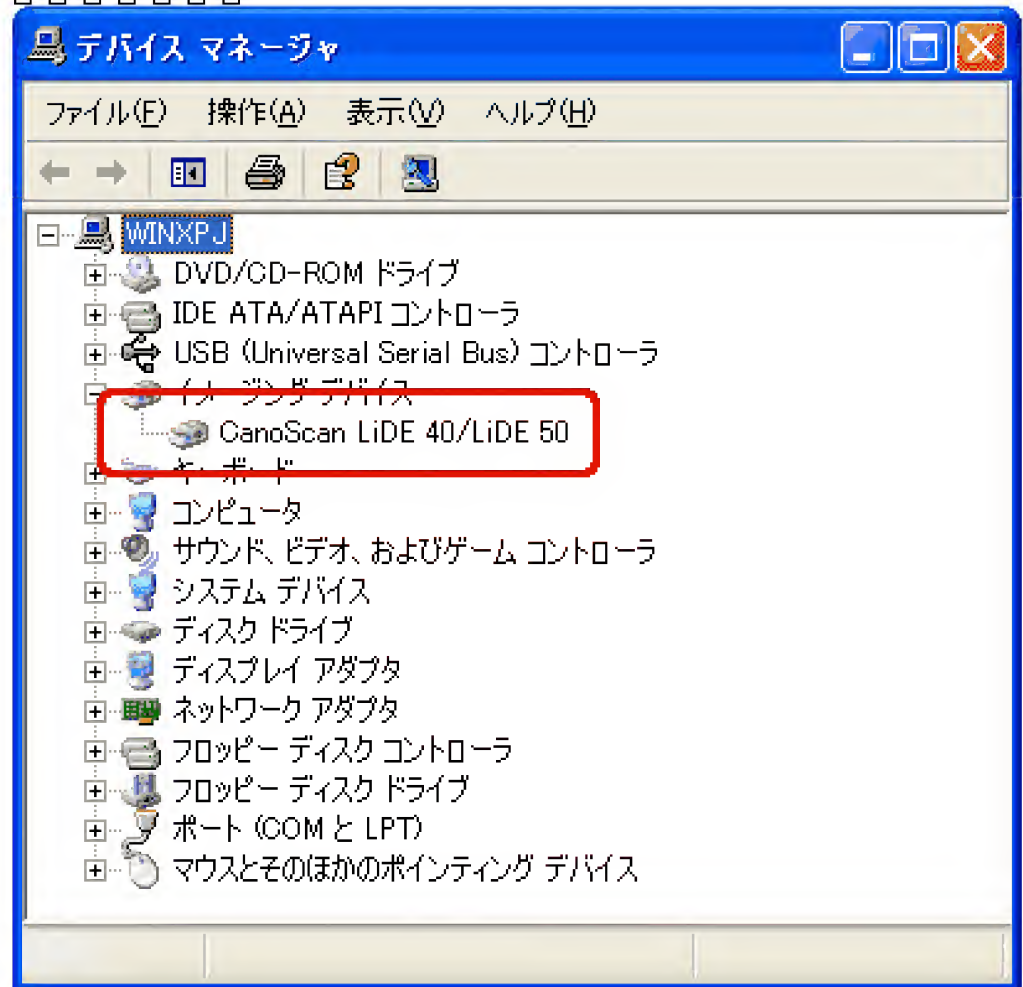 デバイス マネージャ
ファイル(F) 操作(A) 表示(V) ヘルプ(H)
WINXPJ
DVD/CD-ROM ドライブ
IDE ATA/ATAPI コントローラ
USB (Universal Serial Bus) コントローラ
イメージング デバイス
CanoScan LiDE 40/LiDE 50
キーボード
コンピュータ
サウンド、ビデオ、およびゲーム コントローラ
システム デバイス
ディスク ドライブ
ディスプレイ アダプタ
ネットワーク アダプタ
フロッピー ディスク コントローラ
フロッピー ディスク ドライブ
ポート (COM と LPT)
マウスとそのほかのポインティング デバイス